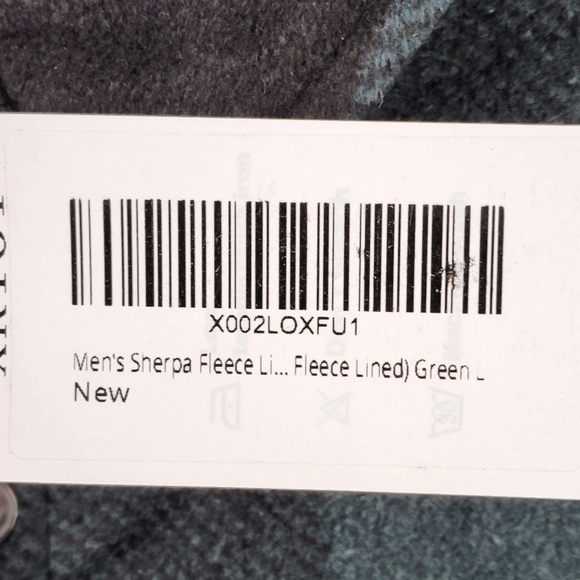 X002LOXFU1
Men's Sherpa Fleece Li... Fleece Lined) Green L
New